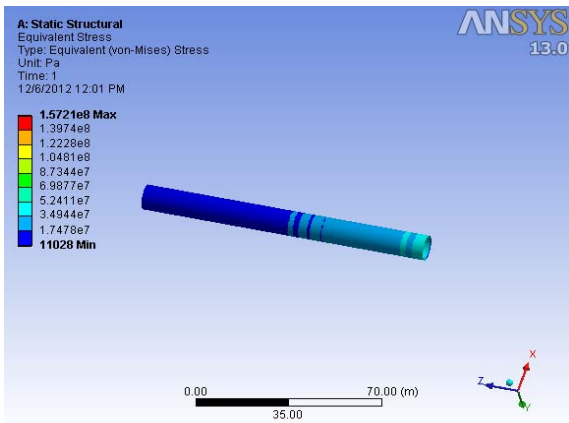 A: Static Structural
Equivalent Stress
Type: Equivalent (von-Mises) Stress
Unit: Pa
Time: 1
12/6/2012 12:01 PM
ANSYS
13.0
1.5721e8 Max
1.3974e8
1.2228e8
1.0481e8
8.7344e7
6.9877e7
5.2411e7
3.4944e7
1.7478e7
11028 Min
X
Z
Y
0.00
70.00 (m)
35.00